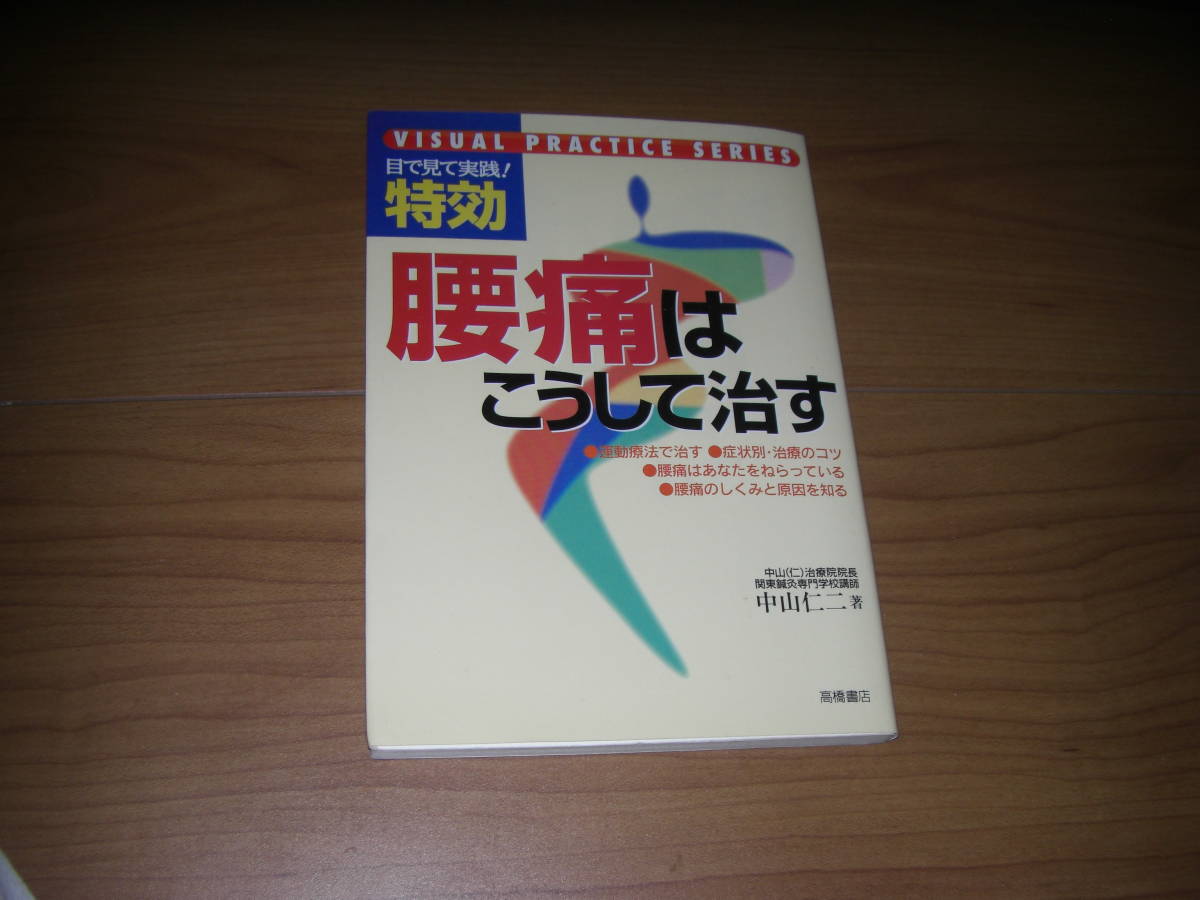 VISUAL PRACTICE SERIES
目で見て実践!
特効
腰痛は
こうして治す
●運動療法で治す ●症状別・治療のコツ
●腰痛はあなたをねらっている
●腰痛のしくみと原因を知る
中山(仁)治療院院長
関東鍼灸専門学校講師
中山仁二 著
高橋書店